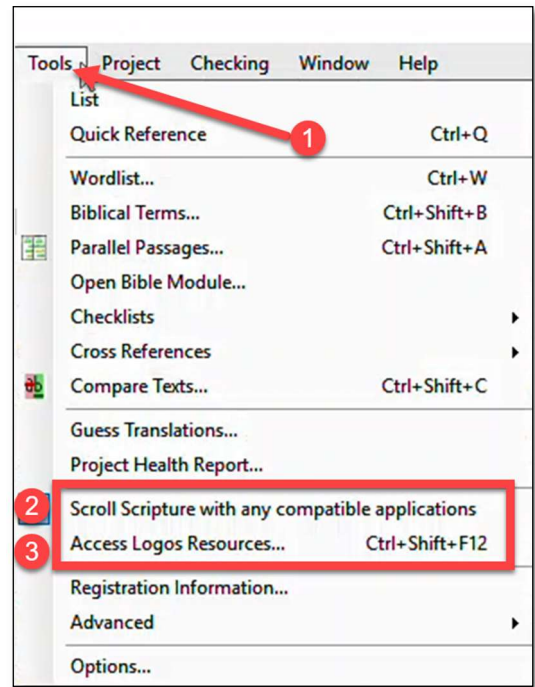 Tools Project Checking Window Help
List
1
Quick Reference Ctrl+Q
Wordlist... Ctrl+W
Biblical Terms... Ctrl+Shift+B
Parallel Passages... Ctrl+Shift+A
Open Bible Module...
Checklists
Cross References
Compare Texts... Ctrl+Shift+C
Guess Translations...
Project Health Report...
2 Scroll Scripture with any compatible applications
3 Access Logos Resources... Ctrl+Shift+F12
Registration Information...
Advanced
Options...